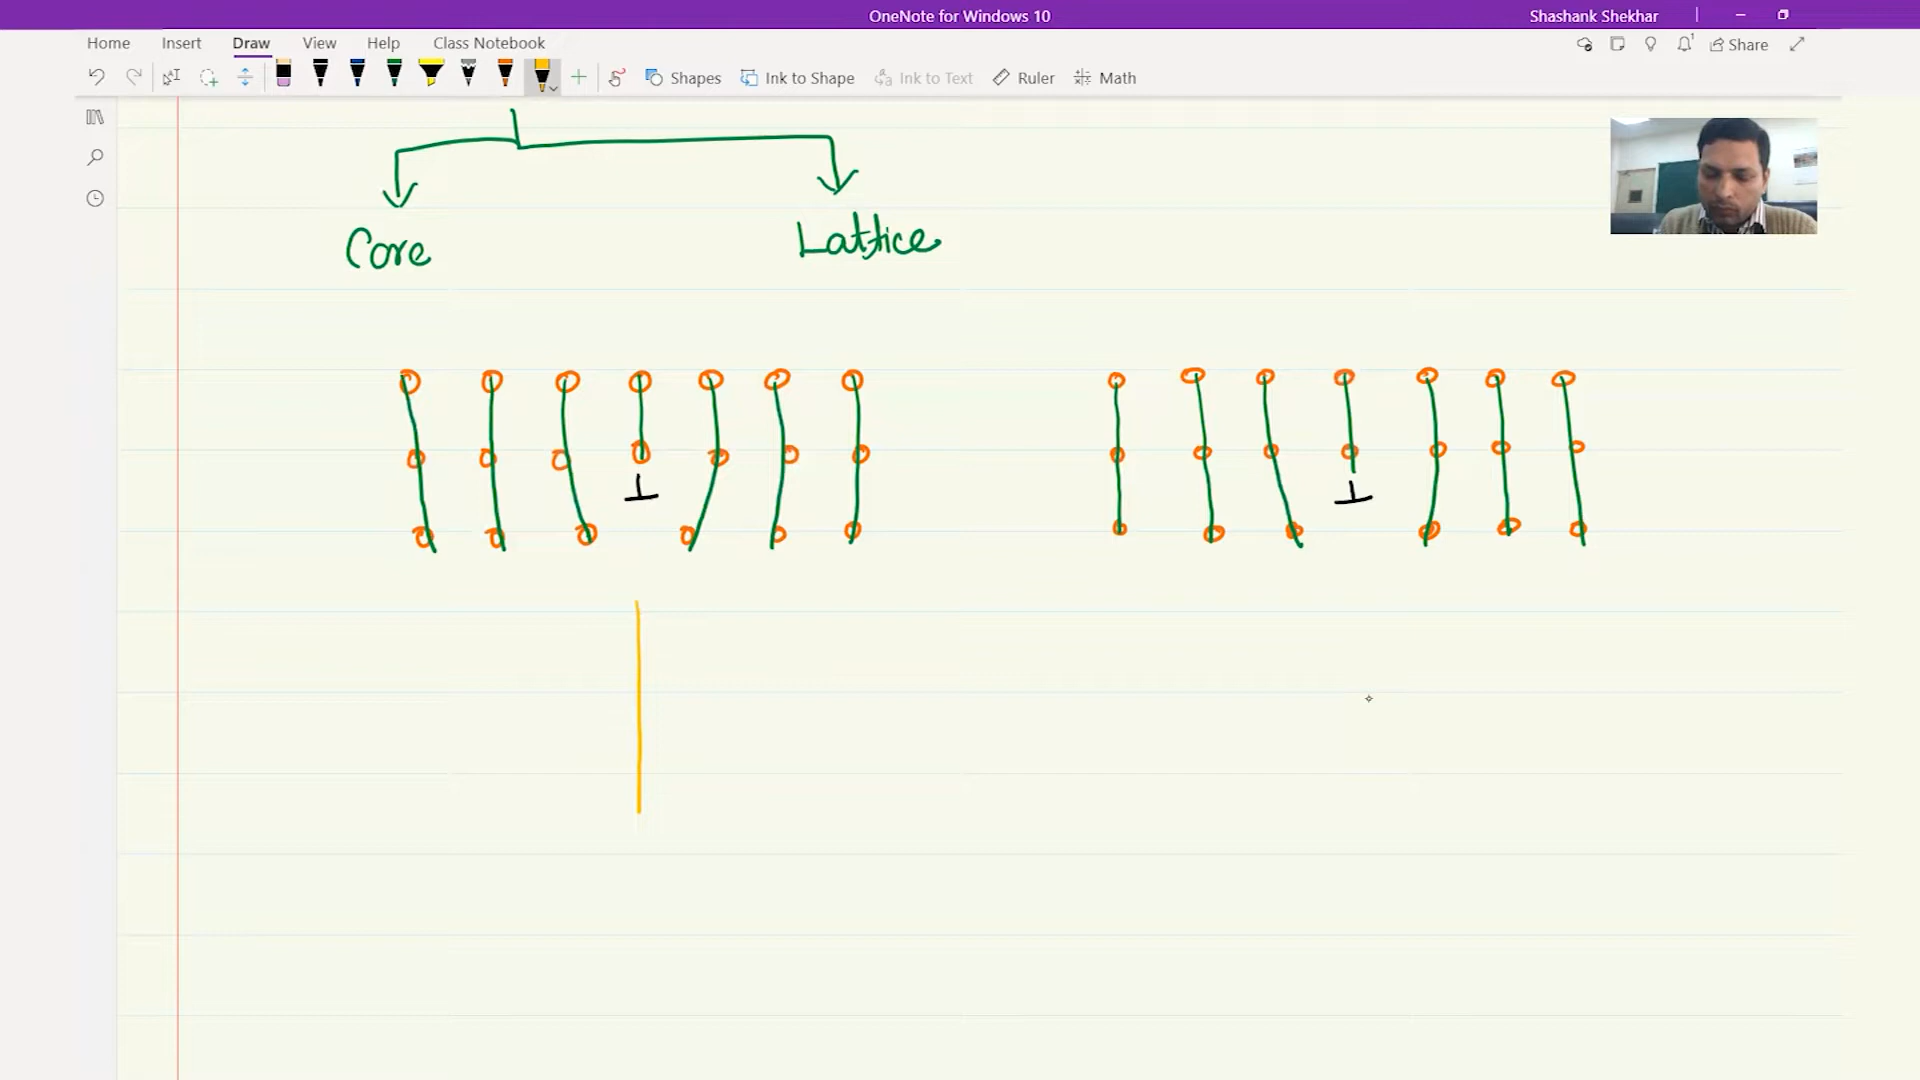 OneNote for Windows 10
Shashank Shekhar
Home Insert Draw View Help Class Notebook
Share
Shapes Ink to Shape Ink to Text Ruler Math
Core
Lattice